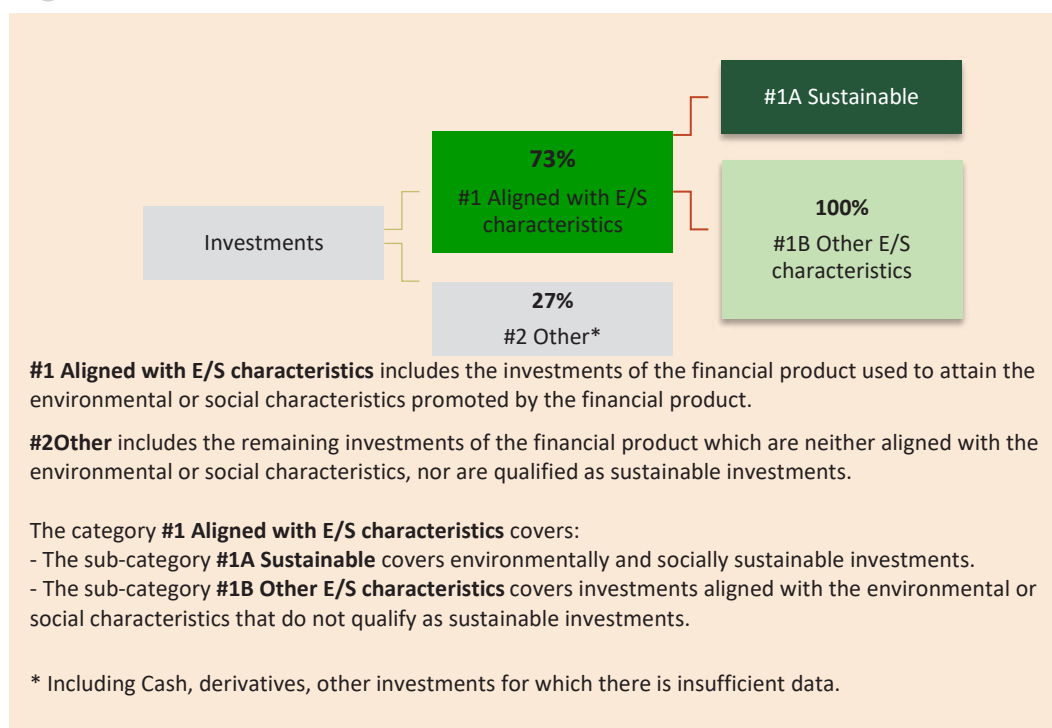 #1A Sustainable
73%
#1 Aligned with E/S
characteristics
100%
#1B Other E/S
characteristics
Investments
27%
#2 Other*
#1 Aligned with E/S characteristics includes the investments of the financial product used to attain the
environmental or social characteristics promoted by the financial product.
#2Other includes the remaining investments of the financial product which are neither aligned with the
environmental or social characteristics, nor are qualified as sustainable investments.
The category #1 Aligned with E/S characteristics covers:
- The sub-category #1A Sustainable covers environmentally and socially sustainable investments.
- The sub-category #1B Other E/S characteristics covers investments aligned with the environmental or
social characteristics that do not qualify as sustainable investments.
* Including Cash, derivatives, other investments for which there is insufficient data.